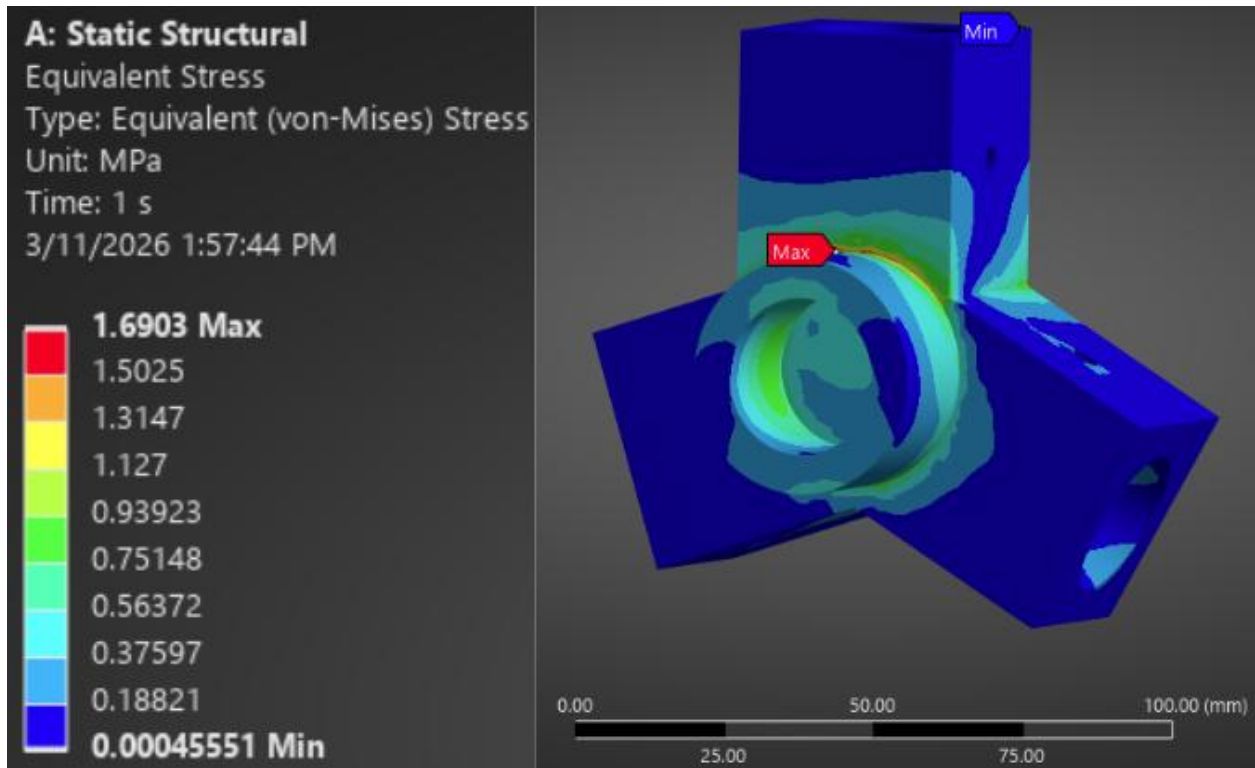 A: Static Structural
Equivalent Stress
Type: Equivalent (von-Mises) Stress
Unit: MPa
Time: 1 s
3/11/2026 1:57:44 PM
1.6903 Max
1.5025
1.3147
1.127
0.93923
0.75148
0.56372
0.37597
0.18821
0.00045551 Min
Min
Max
0.00 50.00 100.00 (mm)
25.00 75.00